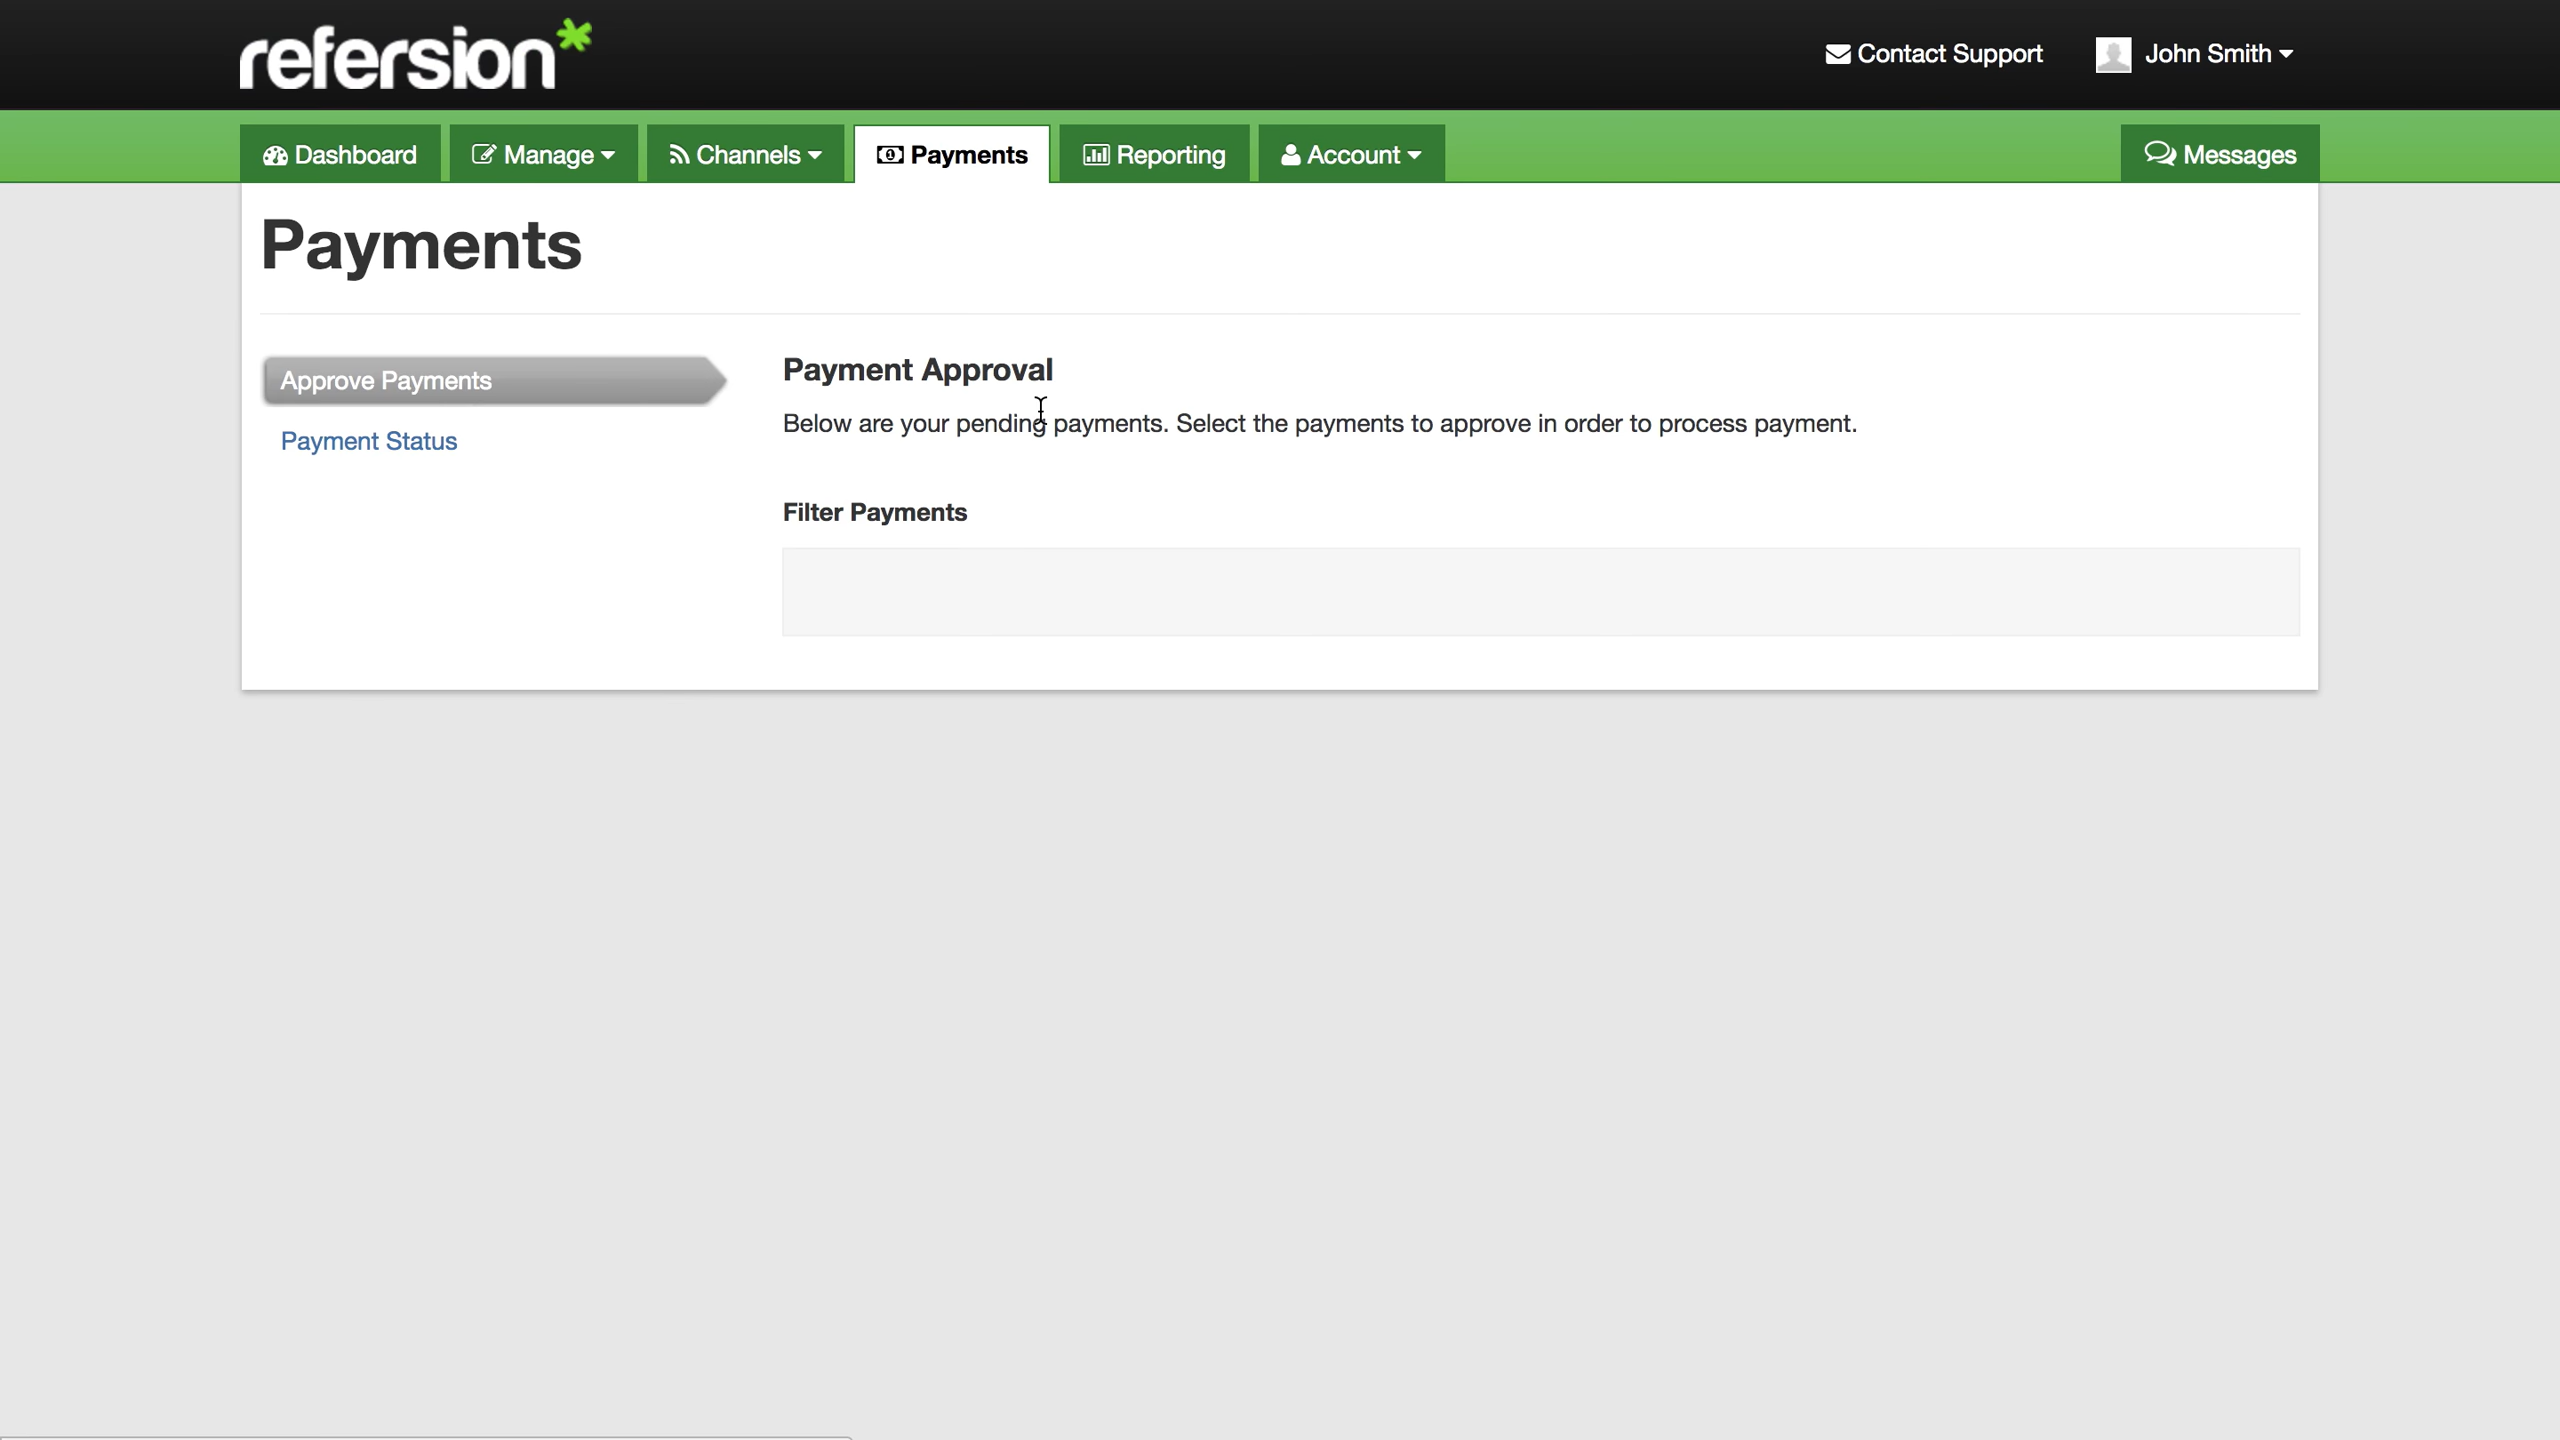 refersion
Contact Support
John Smith
Dashboard
Manage
Channels
Payments
Reporting
Account
Messages
Payments
Approve Payments
Payment Status
Payment Approval
Below are your pending payments. Select the payments to approve in order to process payment.
Filter Payments